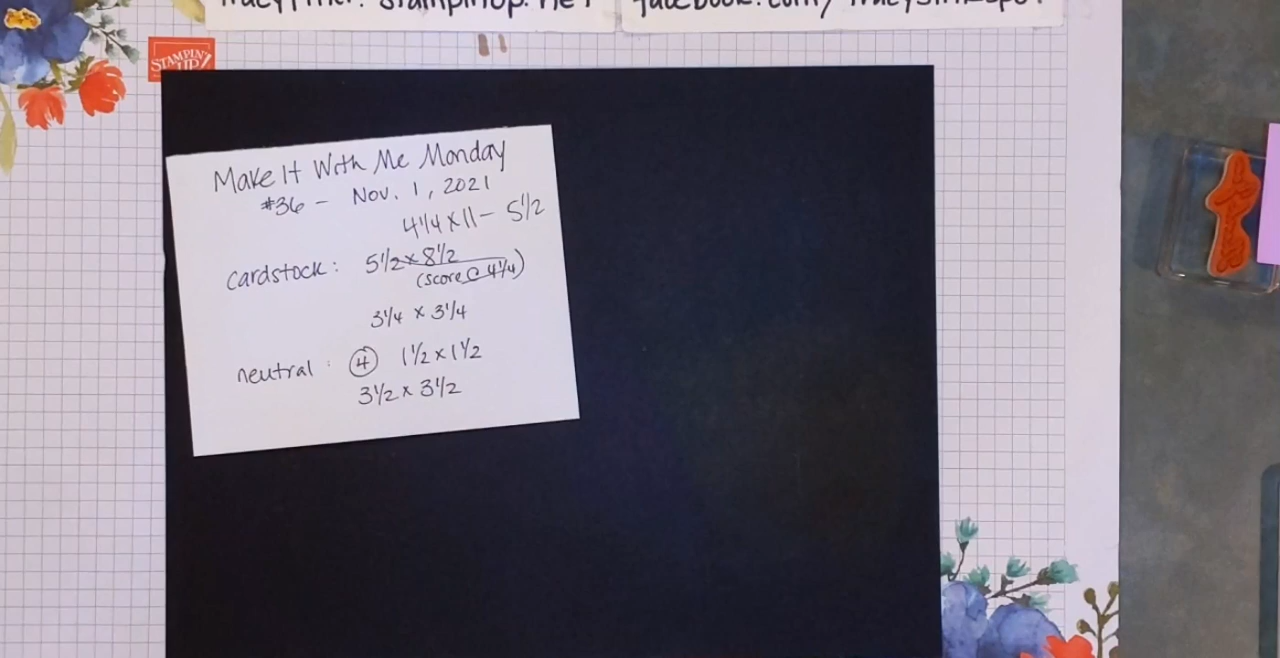 facebook.com/
STAMPIN' UP!
Make It With Me Monday
#36 - Nov. 1, 2021
4 1/4 x 11 - 5 1/2
cardstock: 5 1/2 x 8 1/2
(score @ 4 1/4)
3 1/4 x 3 1/4
neutral: 4 1 1/2 x 1 1/2
3 1/2 x 3 1/2